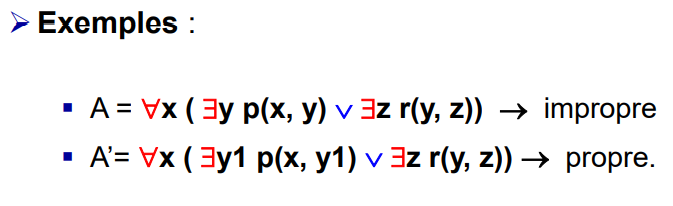 ➢ Exemples :
▪ A = ∀x ( ∃y p(x, y) ∨ ∃z r(y, z)) → impropre
▪ A’= ∀x ( ∃y1 p(x, y1) ∨ ∃z r(y, z)) → propre.